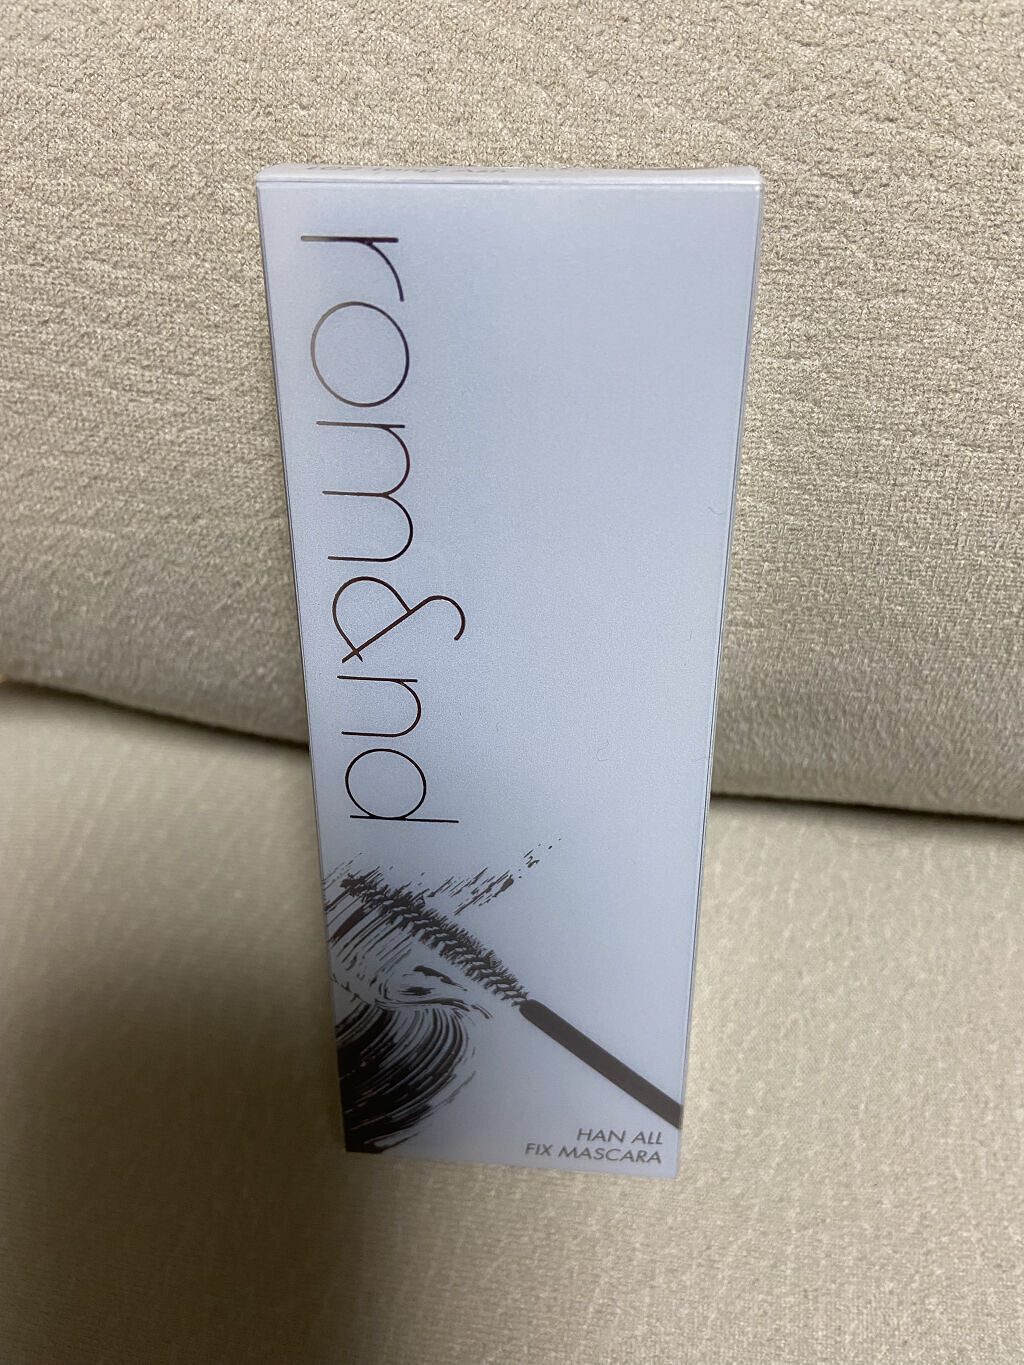 rom&nd
HAN ALL
FIX MASCARA